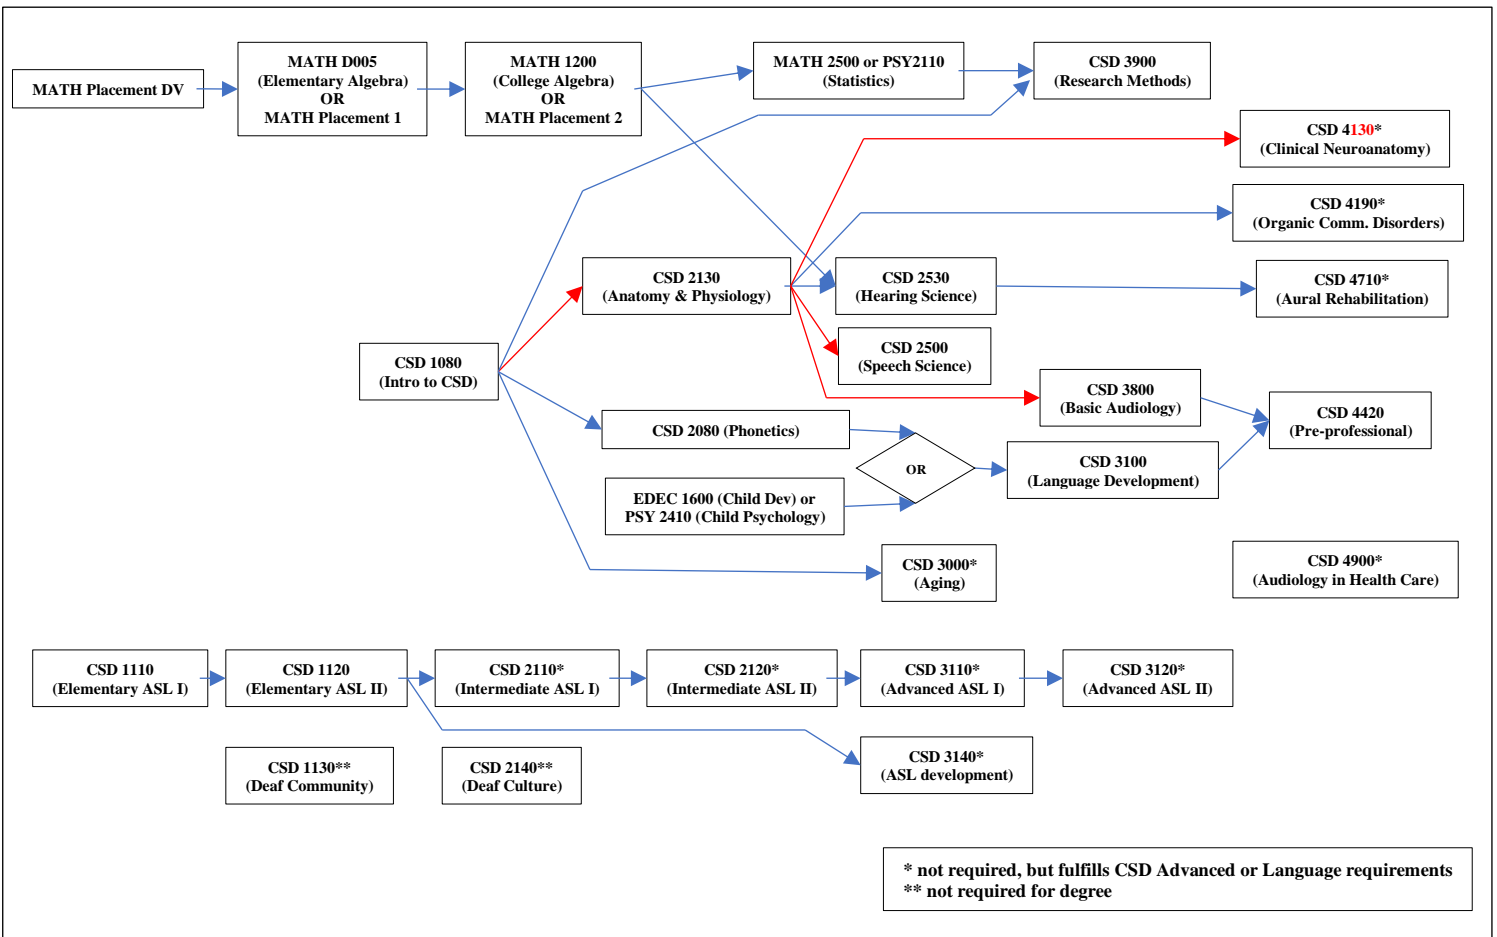 MATH Placement DV
MATH D005
(Elementary Algebra)
OR
MATH Placement 1
MATH 1200
(College Algebra)
OR
MATH Placement 2
MATH 2500 or PSY2110
(Statistics)
CSD 3900
(Research Methods)
CSD 4130*
(Clinical Neuroanatomy)
CSD 4190*
(Organic Comm. Disorders)
CSD 2130
(Anatomy & Physiology)
CSD 2530
(Hearing Science)
CSD 4710*
(Aural Rehabilitation)
CSD 2500
(Speech Science)
CSD 1080
(Intro to CSD)
CSD 3800
(Basic Audiology)
CSD 4420
(Pre-professional)
CSD 2080 (Phonetics)
OR
CSD 3100
(Language Development)
EDEC 1600 (Child Dev) or
PSY 2410 (Child Psychology)
CSD 3000*
(Aging)
CSD 4900*
(Audiology in Health Care)
CSD 1110
(Elementary ASL I)
CSD 1120
(Elementary ASL II)
CSD 2110*
(Intermediate ASL I)
CSD 2120*
(Intermediate ASL II)
CSD 3110*
(Advanced ASL I)
CSD 3120*
(Advanced ASL II)
CSD 1130**
(Deaf Community)
CSD 2140**
(Deaf Culture)
CSD 3140*
(ASL development)
* not required, but fulfills CSD Advanced or Language requirements
** not required for degree